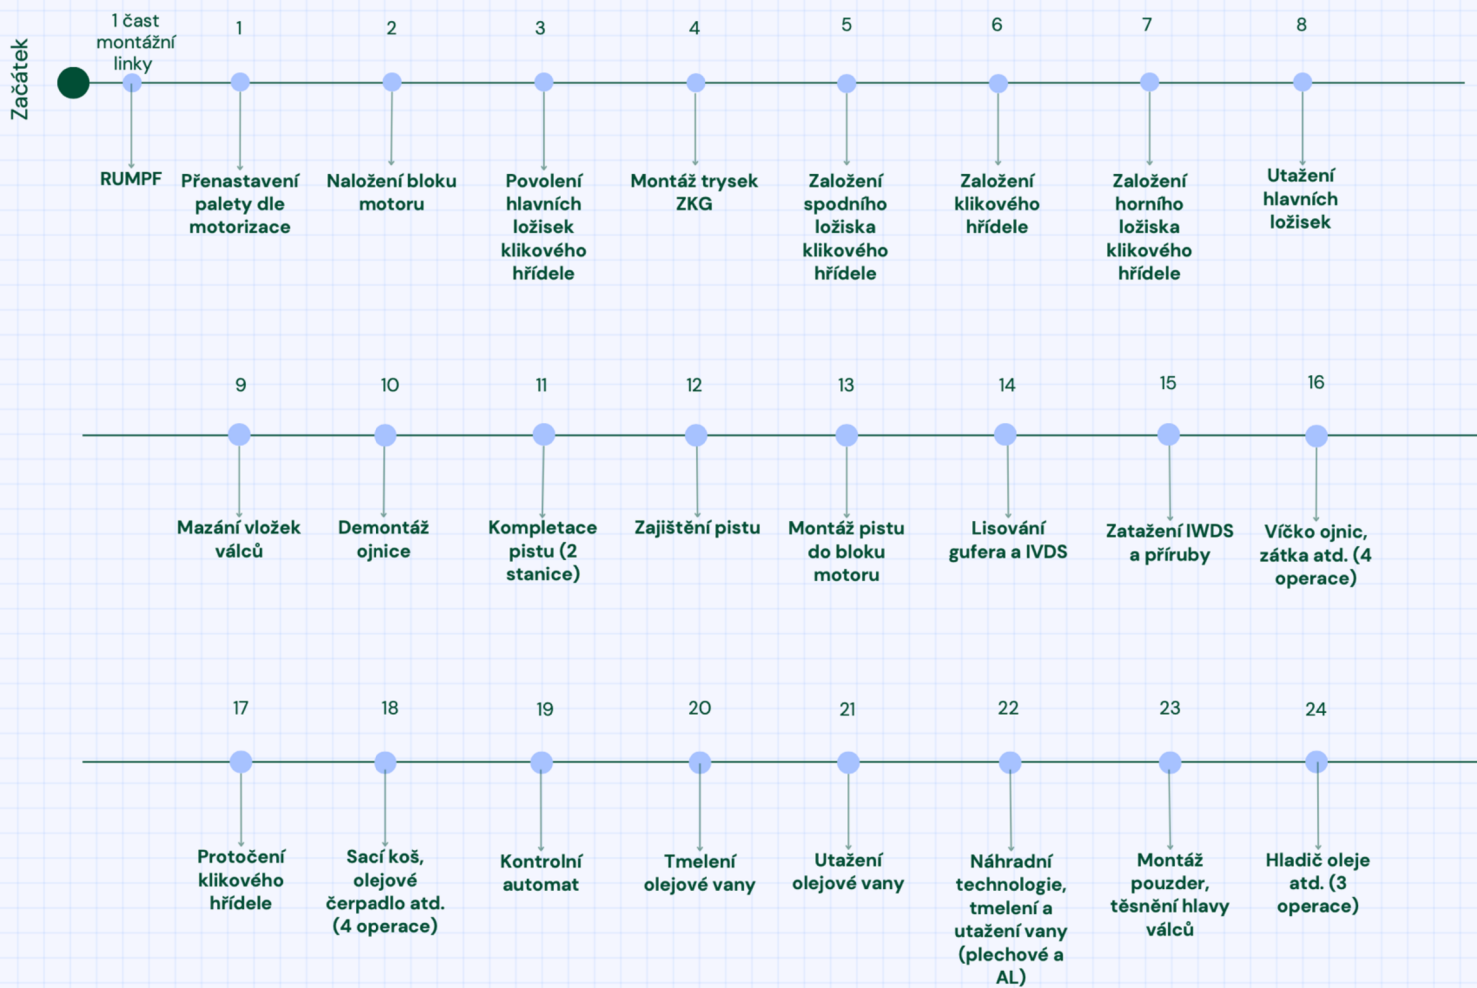 Začátek
1 čast
montážní
linky
1
2
3
4
5
6
7
8
RUMPF
Přenastavení
palety dle
motorizace
Naložení bloku
motoru
Povolení
hlavních
ložisek
klikového
hřídele
Montáž trysek
ZKG
Založení
spodního
ložiska
klikového
hřídele
Založení
klikového
hřídele
Založení
horního
ložiska
klikového
hřídele
Utažení
hlavních
ložisek
9
10
11
12
13
14
15
16
Mazání vložek
válců
Demontáž
ojnice
Kompletace
pistu (2
stanice)
Zajištění pistu
Montáž pistu
do bloku
motoru
Lisování
gufera a IVDS
Zatažení IWDS
a příruby
Víčko ojnic,
zátka atd. (4
operace)
17
18
19
20
21
22
23
24
Protočení
klikového
hřídele
Sací koš,
olejové
čerpadlo atd.
(4 operace)
Kontrolní
automat
Tmelení
olejové vany
Utažení
olejové vany
Náhradní
technologie,
tmelení a
utažení vany
(plechové a
AL)
Montáž
pouzder,
těsnění hlavy
válců
Hladič oleje
atd. (3
operace)